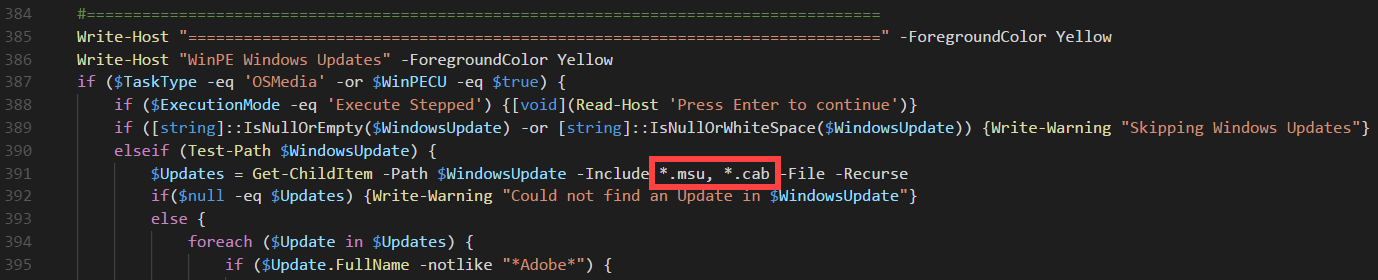 384 #======================================================================================
385 Write-Host "===========================================================================" -ForegroundColor Yellow
386 Write-Host "WinPE Windows Updates" -ForegroundColor Yellow
387 if ($TaskType -eq 'OSMedia' -or $WinPECU -eq $true) {
388 if ($ExecutionMode -eq 'Execute Stepped') {[void](Read-Host 'Press Enter to continue')}
389 if ([string]::IsNullOrEmpty($WindowsUpdate) -or [string]::IsNullOrWhiteSpace($WindowsUpdate)) {Write-Warning "Skipping Windows Updates"}
390 elseif (Test-Path $WindowsUpdate) {
391 $Updates = Get-ChildItem -Path $WindowsUpdate -Include *.msu, *.cab -File -Recurse
392 if($null -eq $Updates) {Write-Warning "Could not find an Update in $WindowsUpdate"}
393 else {
394 foreach ($Update in $Updates) {
395 if ($Update.FullName -notlike "*Adobe*") {